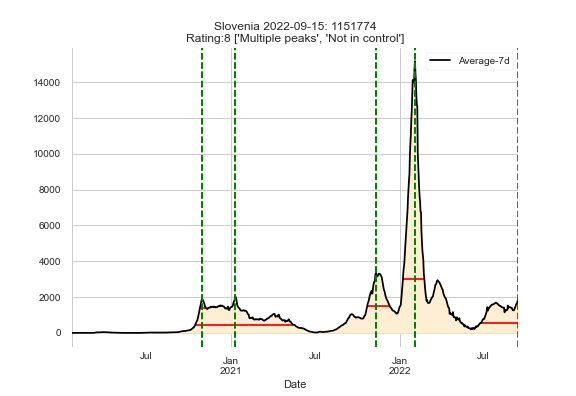 Slovenia 2022-09-15: 1151774
Rating:8 ['Multiple peaks', 'Not in control']
Average-7d
14000
12000
10000
8000
6000
4000
2000
0
Jul
Jan
2021
Jul
Jan
2022
Jul
Date